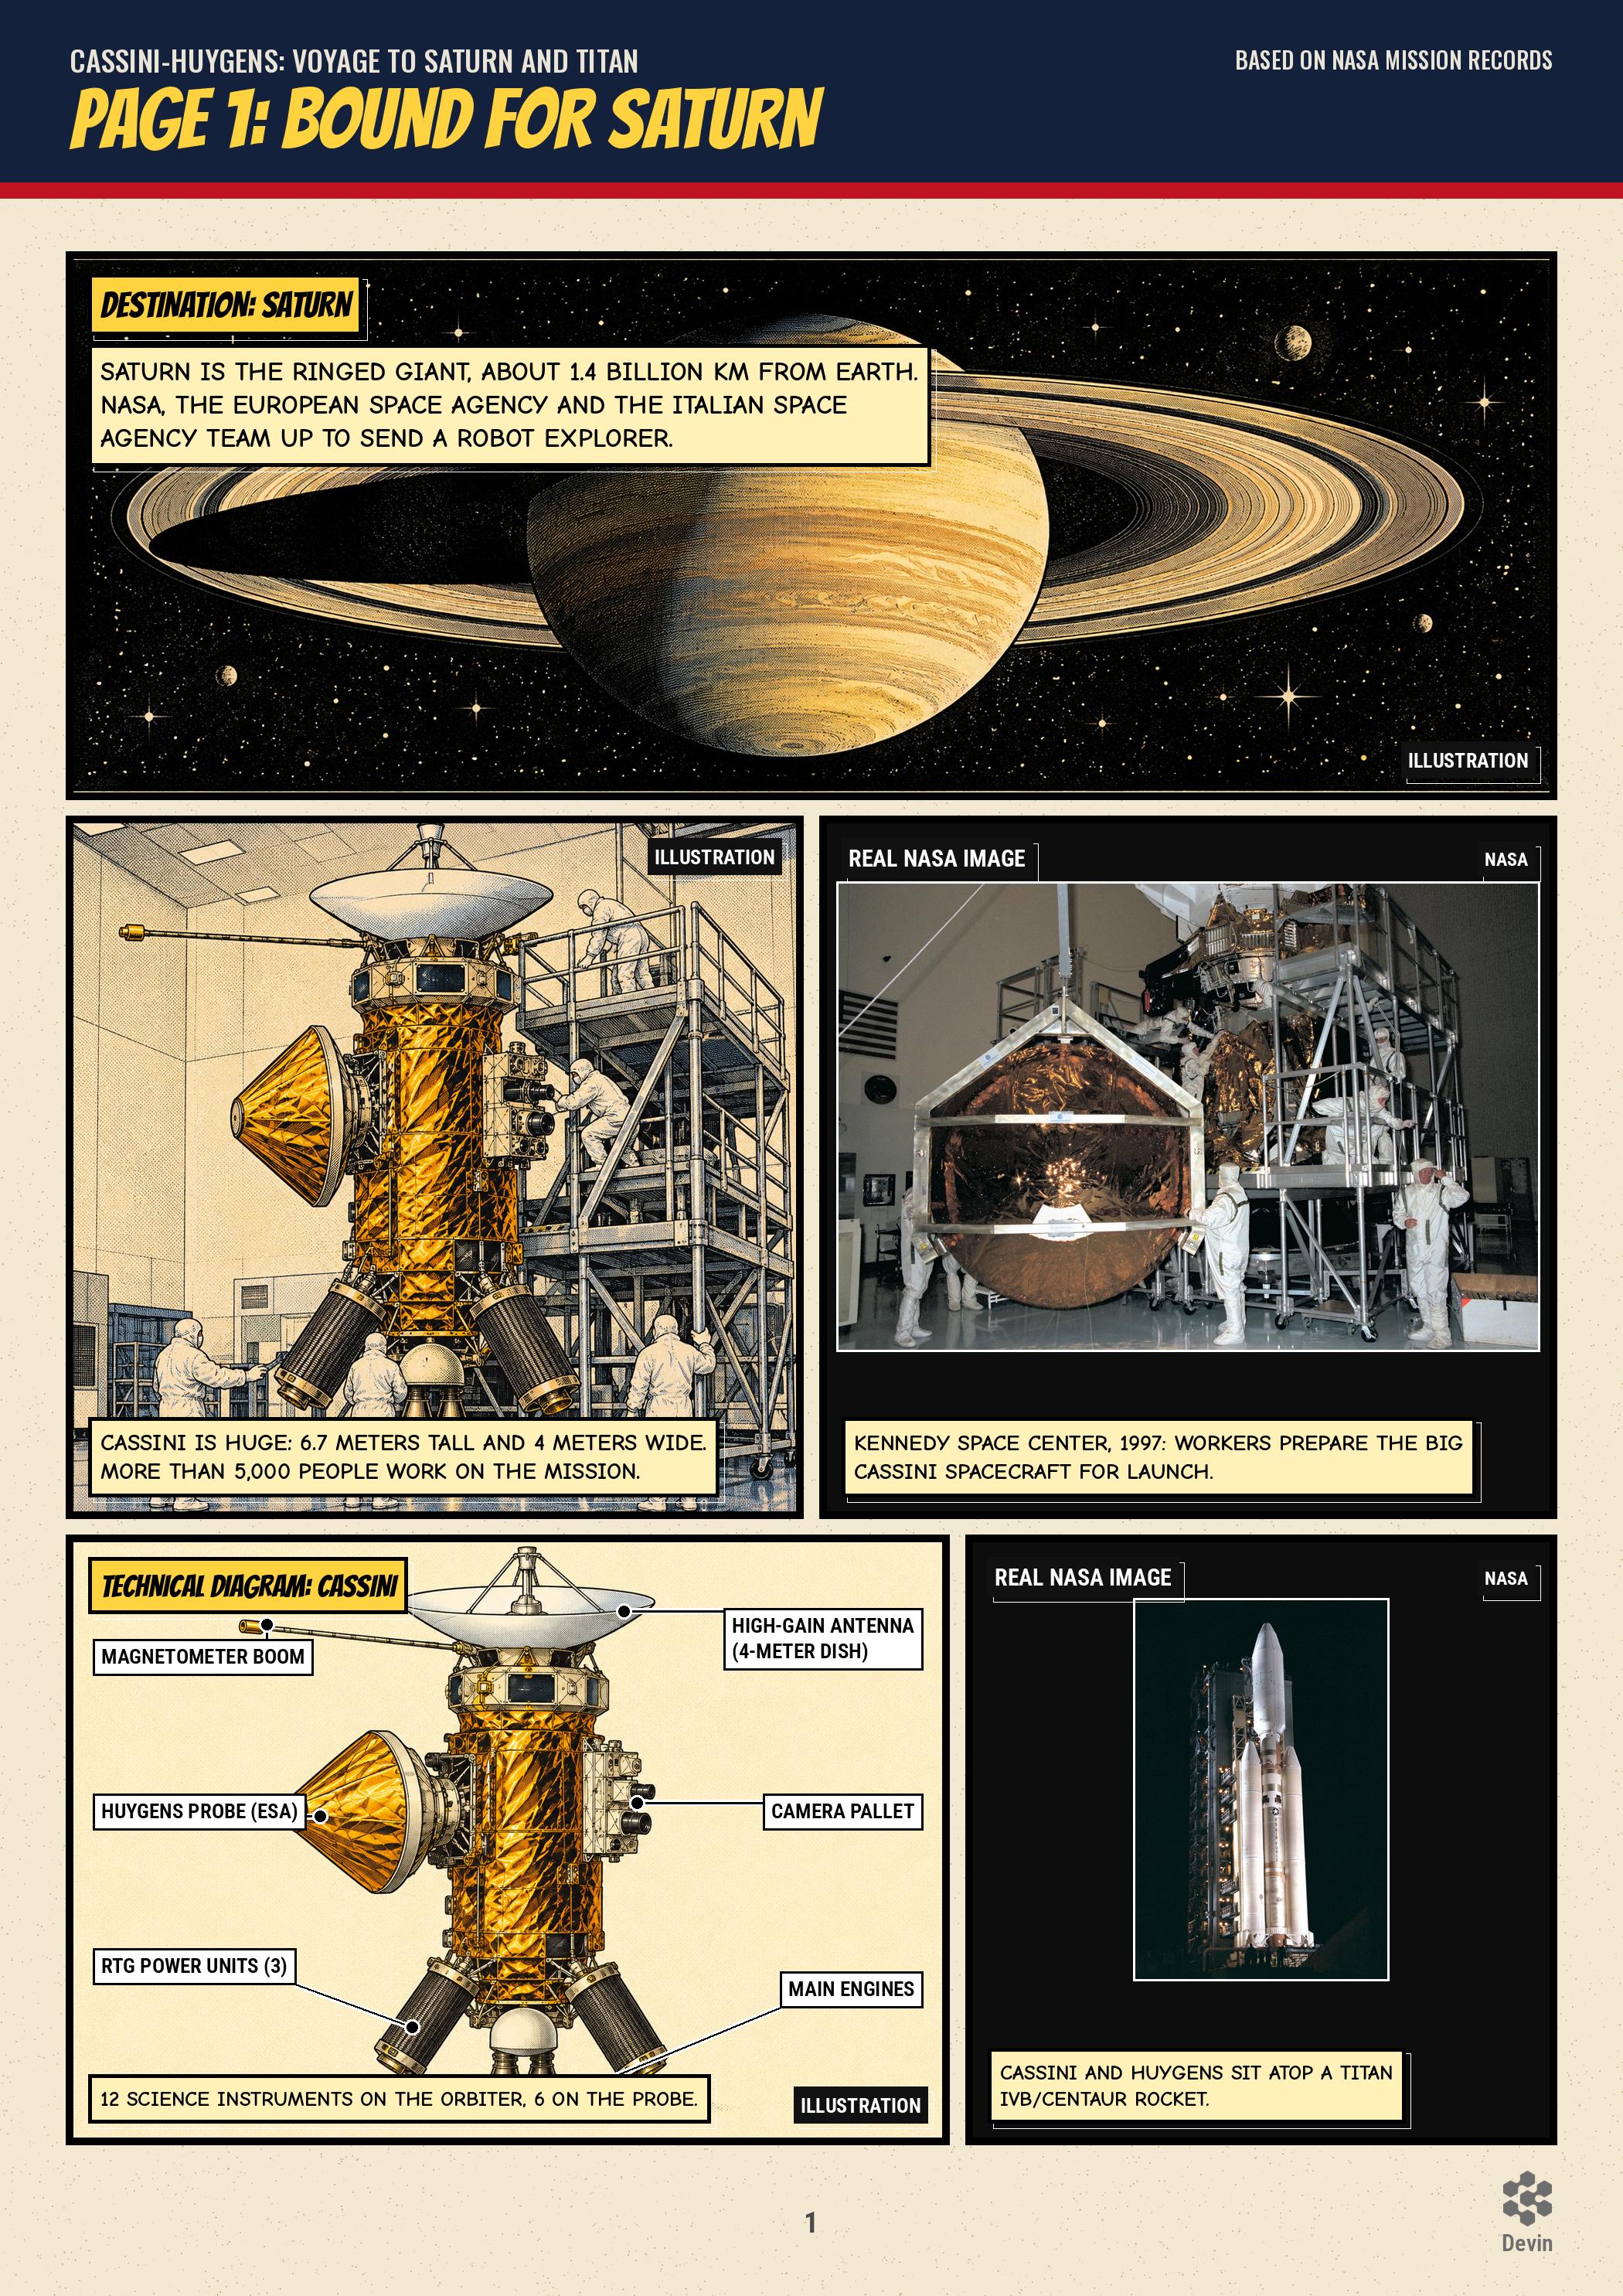 CASSINI-HUYGENS: VOYAGE TO SATURN AND TITAN
BASED ON NASA MISSION RECORDS
PAGE 1: BOUND FOR SATURN
DESTINATION: SATURN
SATURN IS THE RINGED GIANT, ABOUT 1.4 BILLION KM FROM EARTH.
NASA, THE EUROPEAN SPACE AGENCY AND THE ITALIAN SPACE
AGENCY TEAM UP TO SEND A ROBOT EXPLORER.
ILLUSTRATION
ILLUSTRATION
CASSINI IS HUGE: 6.7 METERS TALL AND 4 METERS WIDE.
MORE THAN 5,000 PEOPLE WORK ON THE MISSION.
REAL NASA IMAGE
NASA
KENNEDY SPACE CENTER, 1997: WORKERS PREPARE THE BIG
CASSINI SPACECRAFT FOR LAUNCH.
TECHNICAL DIAGRAM: CASSINI
MAGNETOMETER BOOM
HIGH-GAIN ANTENNA
(4-METER DISH)
HUYGENS PROBE (ESA)
CAMERA PALLET
RTG POWER UNITS (3)
MAIN ENGINES
12 SCIENCE INSTRUMENTS ON THE ORBITER, 6 ON THE PROBE.
ILLUSTRATION
REAL NASA IMAGE
NASA
CASSINI AND HUYGENS SIT ATOP A TITAN
IVB/CENTAUR ROCKET.
1
Devin